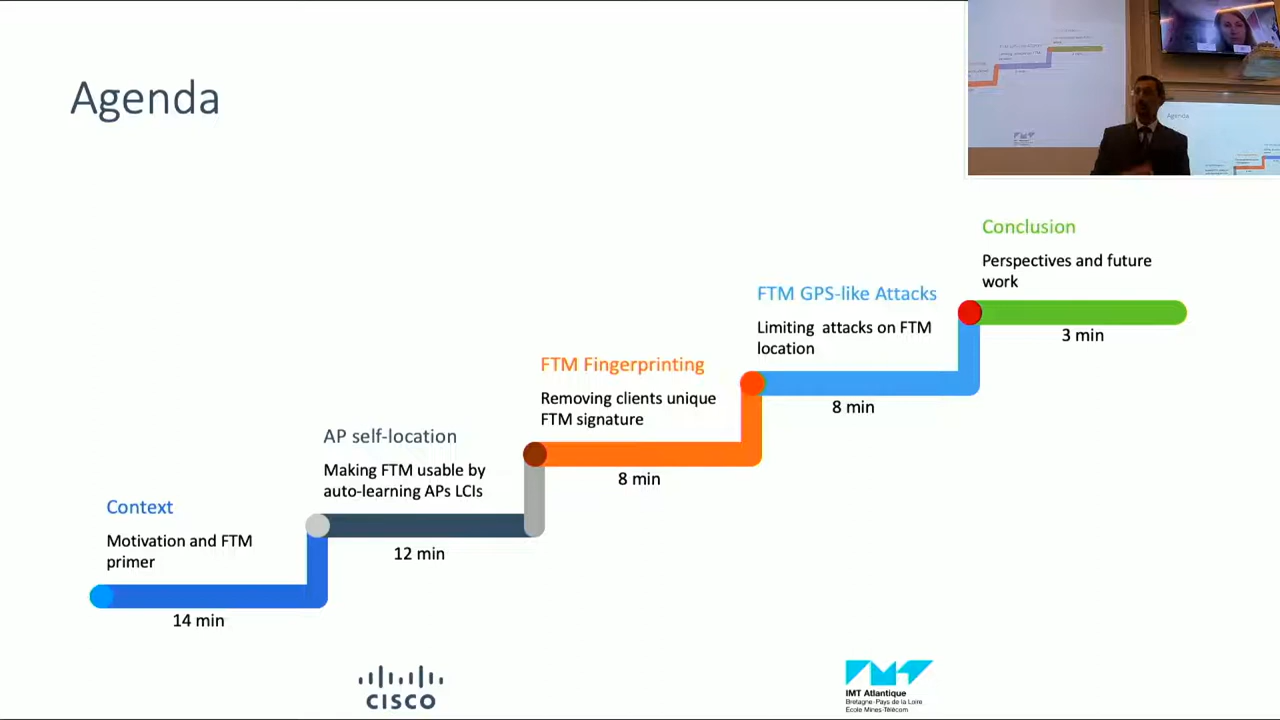 Agenda
Agenda
Conclusion
Perspectives and future
work
3 min
FTM GPS-like Attacks
Limiting  attacks on FTM
location
8 min
FTM Fingerprinting
Removing clients unique
FTM signature
8 min
AP self-location
Making FTM usable by
auto-learning APs LCIs
12 min
Context
Motivation and FTM
primer
14 min
CISCO
IMT Atlantique
Bretagne-Pays de la Loire
École Mines-Télécom